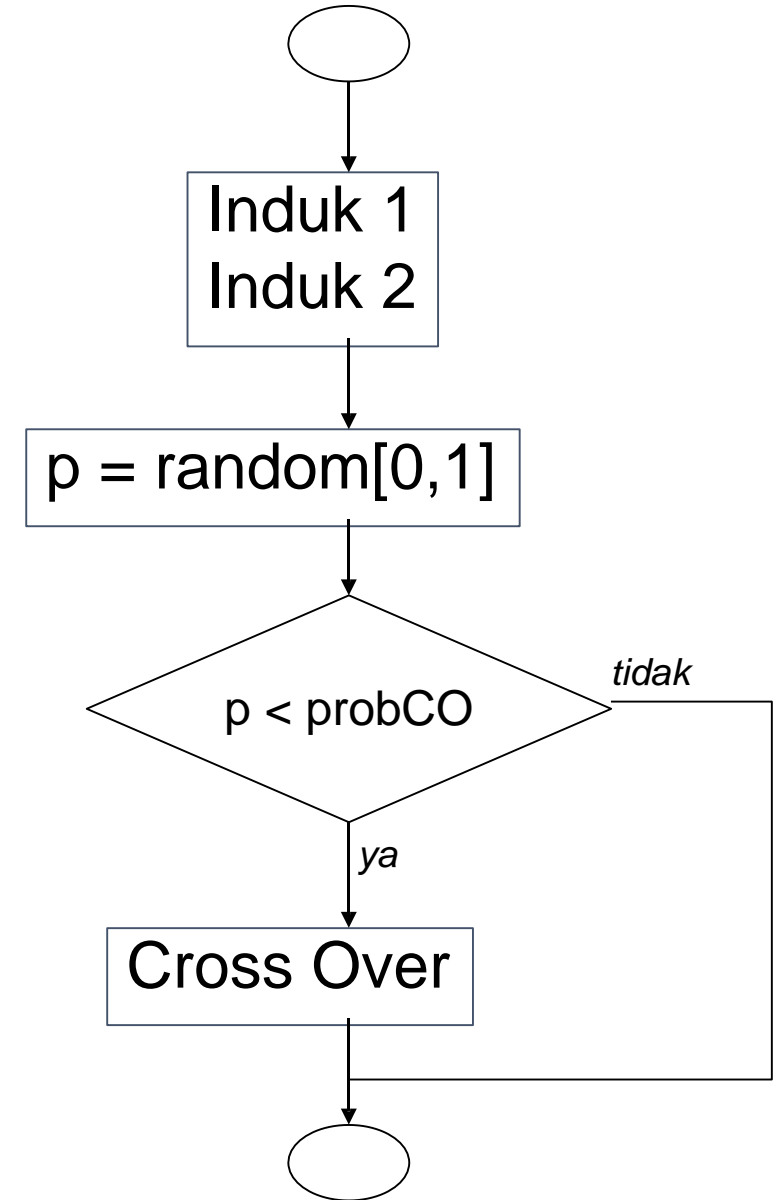 Induk 1
Induk 2
p = random[0,1]
p < probCO
tidak
ya
Cross Over